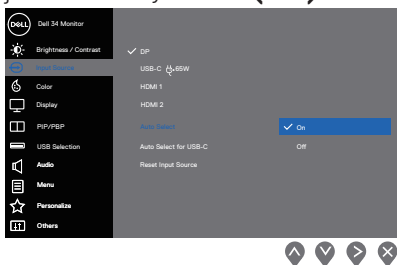 DELL
Dell 34 Monitor
Brightness / Contrast
Input Source
Color
Display
PIP/PBP
USB Selection
Audio
Menu
Personalize
Others
DP
USB-C 65W
HDMI 1
HDMI 2
Auto Select
Auto Select for USB-C
Reset Input Source
On
Off